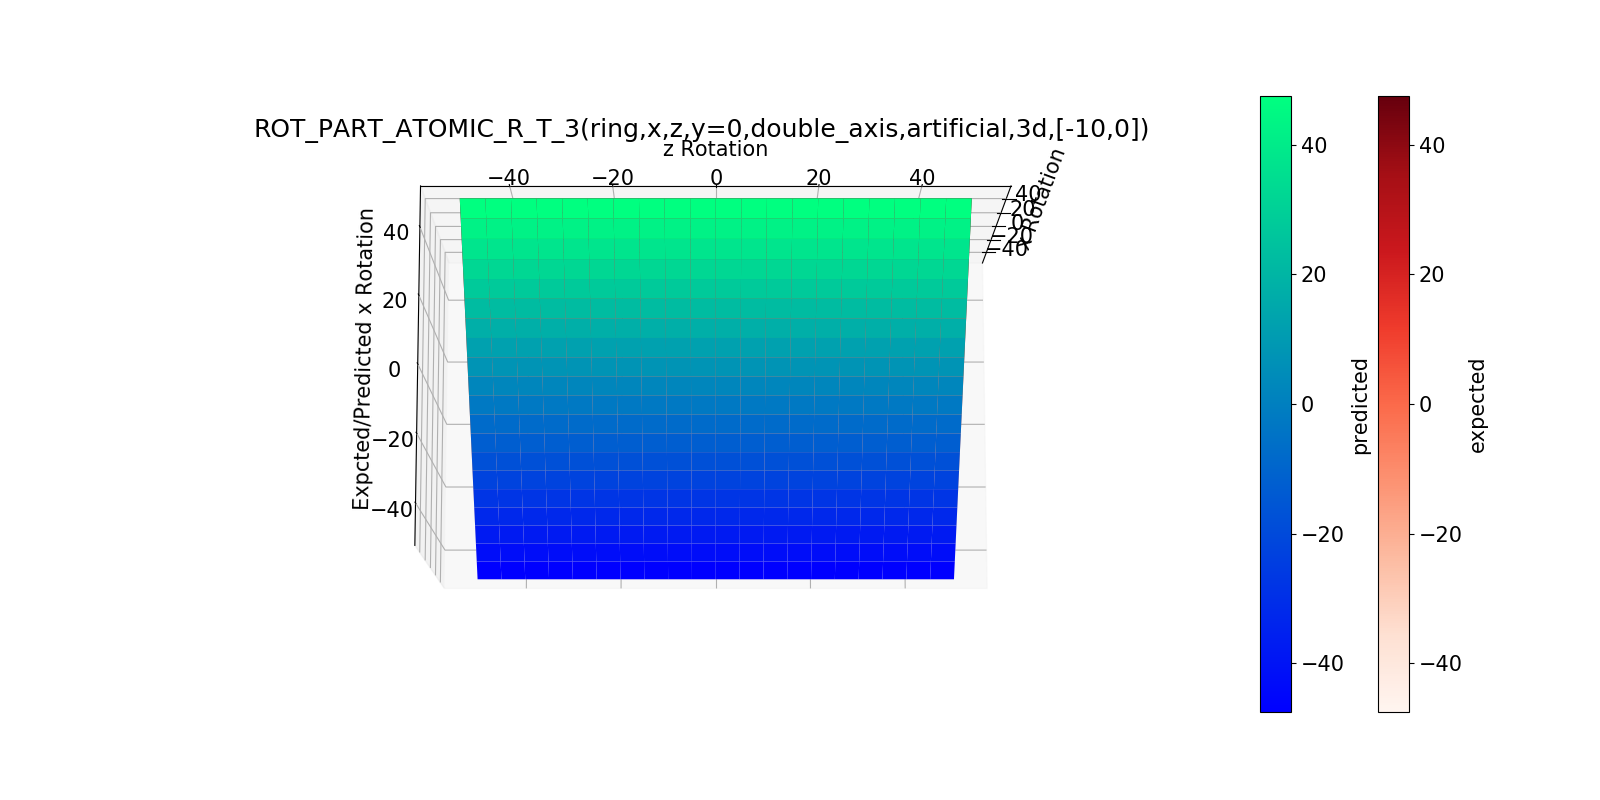 ROT_PART_ATOMIC_R_T_3(ring,x,z,y=0,double_axis,artificial,3d,[-10,0])
z Rotation
−40 −20 0 20 40
x Rotation
40
20
0
−20
−40
Expcted/Predicted x Rotation
40
20
0
−20
−40
predicted
40
20
0
−20
−40
expected
40
20
0
−20
−40